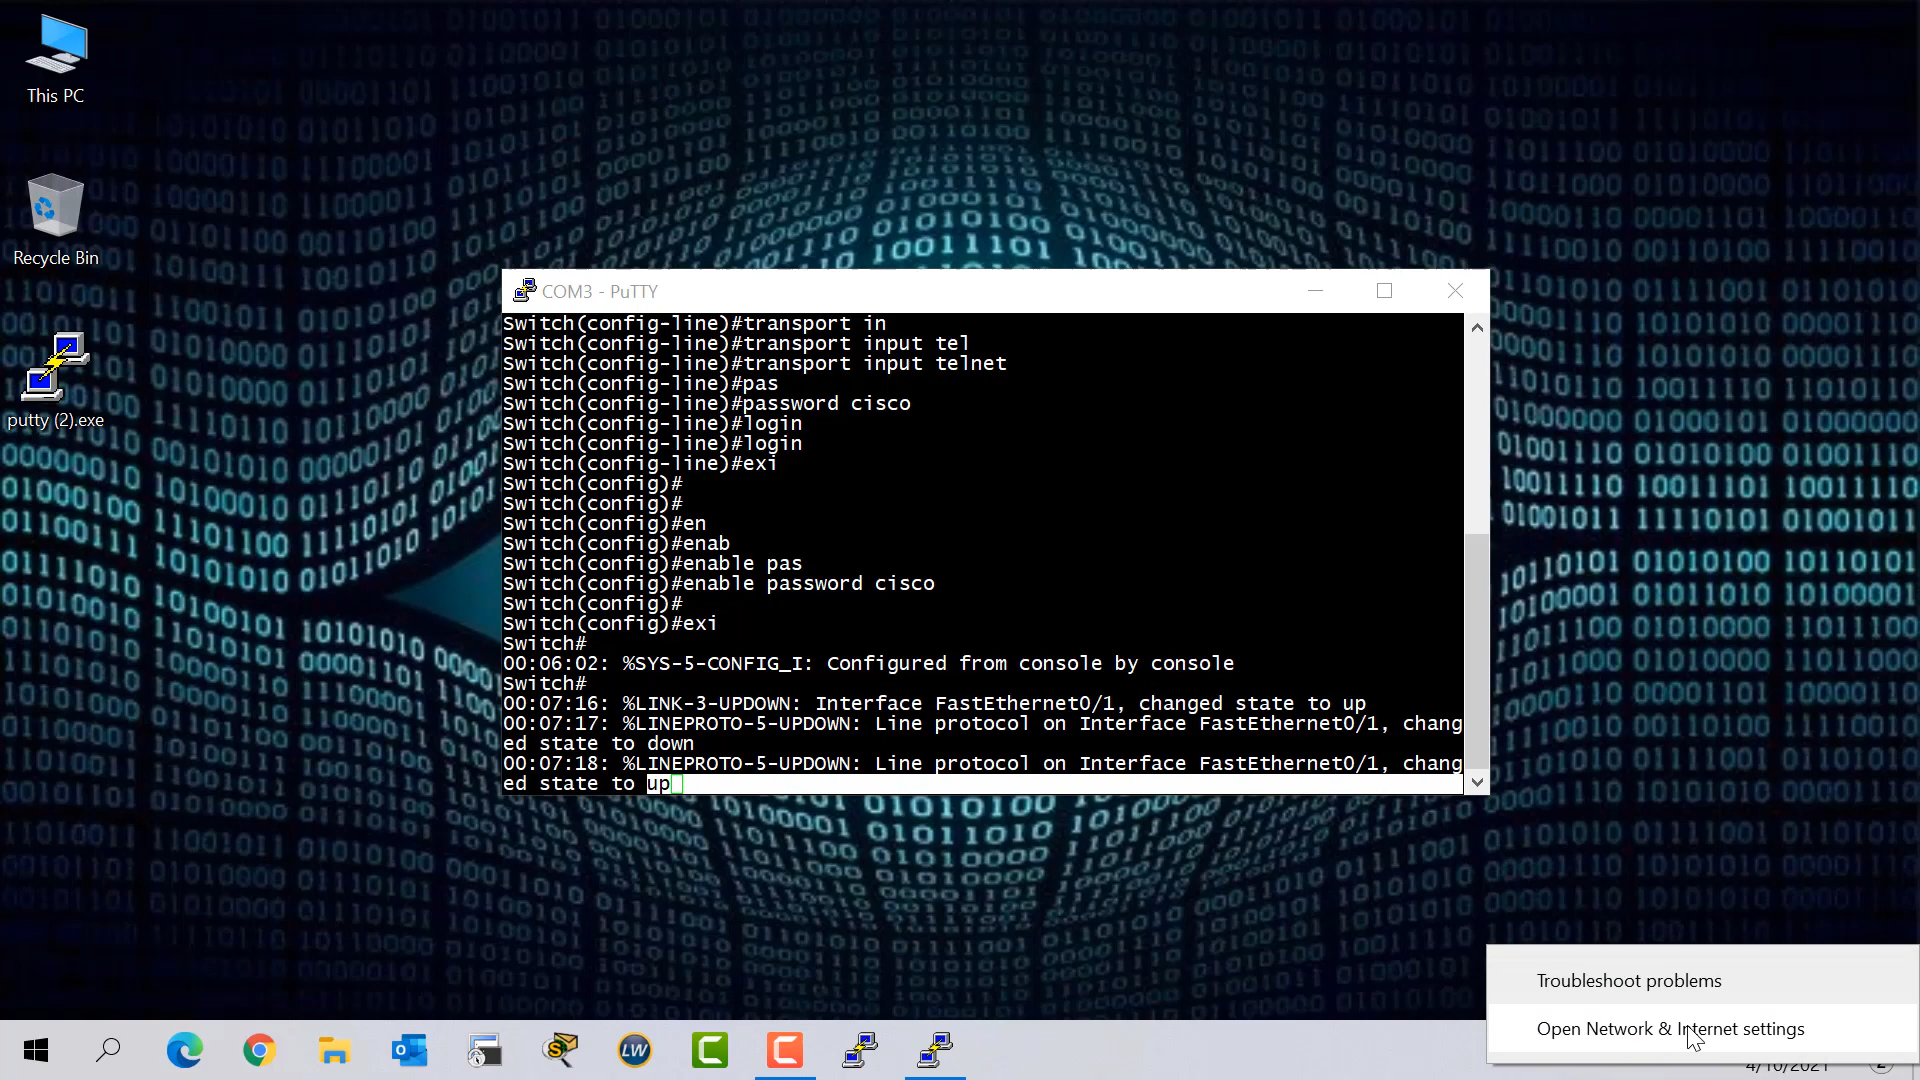 This PC
Recycle Bin
putty (2).exe
COM3 - PuTTY
Switch(config-line)#transport in
Switch(config-line)#transport input tel
Switch(config-line)#transport input telnet
Switch(config-line)#pas
Switch(config-line)#password cisco
Switch(config-line)#login
Switch(config-line)#login
Switch(config-line)#exi
Switch(config)#
Switch(config)#
Switch(config)#en
Switch(config)#enab
Switch(config)#enable pas
Switch(config)#enable password cisco
Switch(config)#
Switch(config)#exi
Switch#
00:06:02: %SYS-5-CONFIG_I: Configured from console by console
Switch#
00:07:16: %LINK-3-UPDOWN: Interface FastEthernet0/1, changed state to up
00:07:17: %LINEPROTO-5-UPDOWN: Line protocol on Interface FastEthernet0/1, chang
ed state to down
00:07:18: %LINEPROTO-5-UPDOWN: Line protocol on Interface FastEthernet0/1, chang
ed state to up
Troubleshoot problems
Open Network & Internet settings
LW
4/10/2021